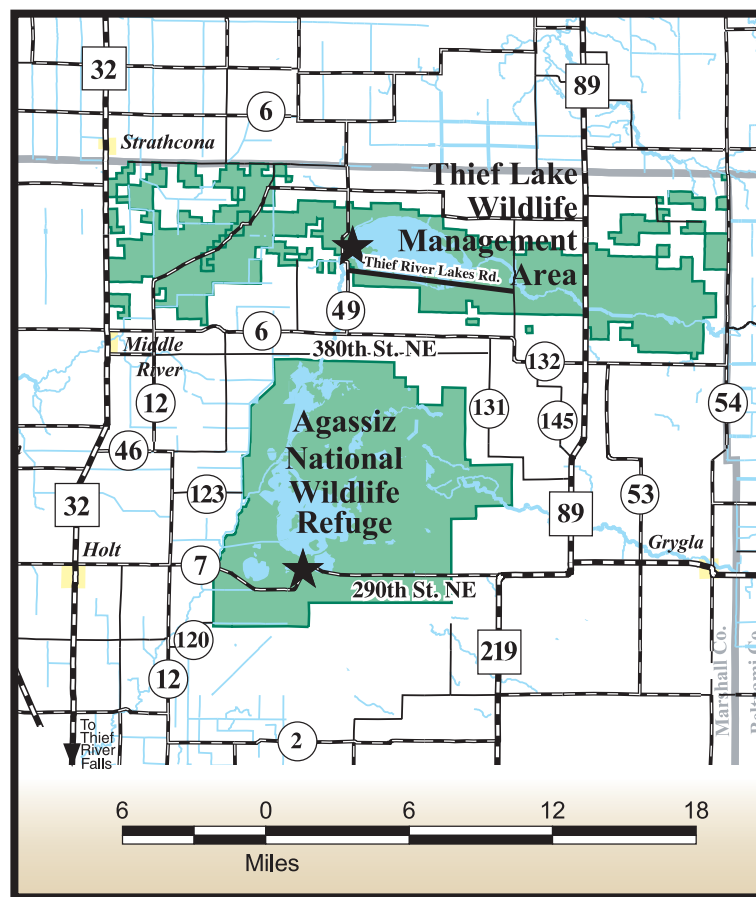 32
89
6
Strathcona
Thief Lake
Wildlife
Management
Area
Thief River Lakes Rd.
49
6
Middle
River
380th St. NE
132
12
131
145
54
Agassiz
National
Wildlife
Refuge
46
123
32
89
53
Holt
7
Grygla
290th St. NE
120
219
12
Marshall Co.
Beltrami Co.
To
Thief
River
Falls
2
6
0
6
12
18
Miles